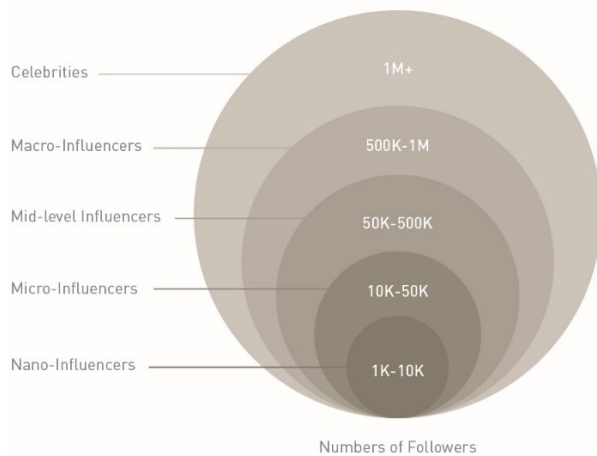 Celebrities
1M+
Macro-Influencers
500K-1M
Mid-level Influencers
50K-500K
Micro-Influencers
10K-50K
Nano-Influencers
1K-10K
Numbers of Followers